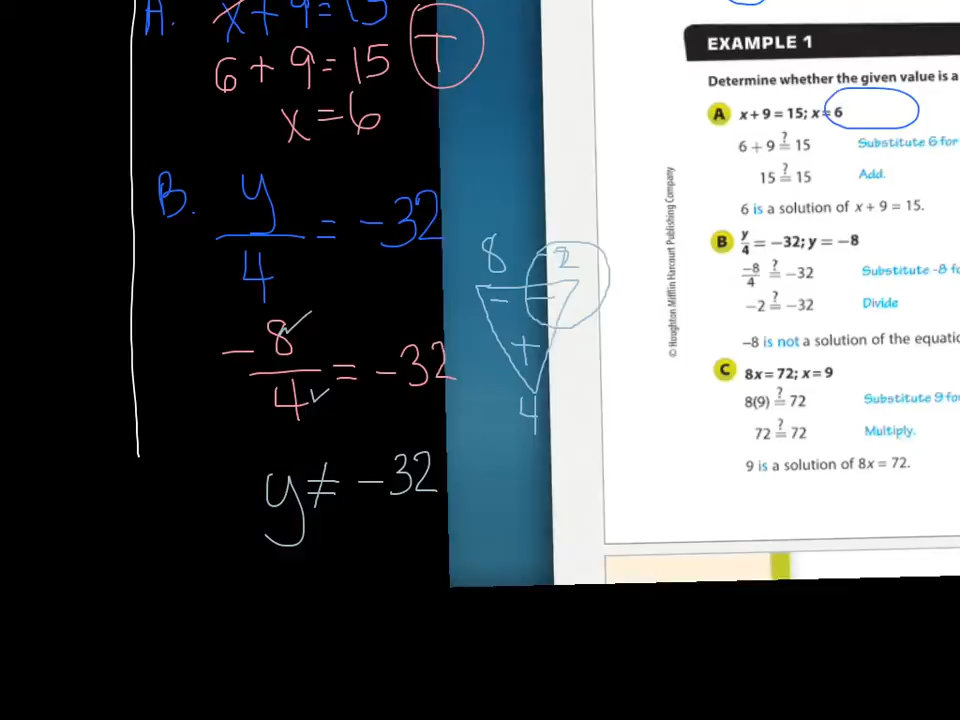 A. x + 9 = 15
6 + 9 = 15 T
x = 6
B. y/4 = -32
-8/4 = -32
y ≠ -32
8 -2
- -
+
4
EXAMPLE 1
Determine whether the given value is a
A x + 9 = 15; x = 6
6 + 9 ≟ 15 Substitute 6 for
15 ≟ 15 Add.
6 is a solution of x + 9 = 15.
B y/4 = −32; y = −8
−8/4 ≟ −32 Substitute -8 fo
−2 ≟ −32 Divide
−8 is not a solution of the equatio
C 8x = 72; x = 9
8(9) ≟ 72 Substitute 9 fo
72 ≟ 72 Multiply.
9 is a solution of 8x = 72.
© Houghton Mifflin Harcourt Publishing Company